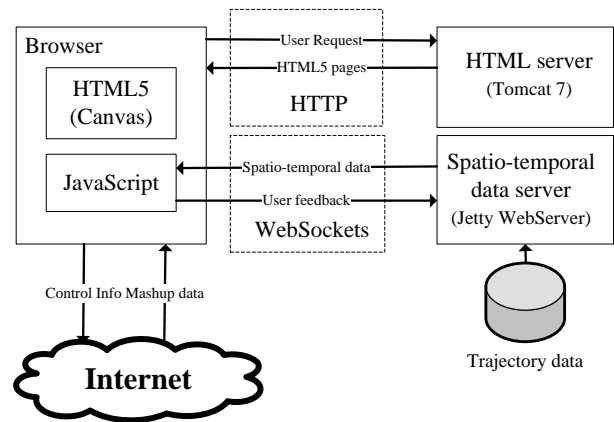 Browser
HTML5
(Canvas)
JavaScript
User Request
HTML5 pages
HTTP
HTML server
(Tomcat 7)
Spatio-temporal data
User feedback
WebSockets
Spatio-temporal
data server
(Jetty WebServer)
Control Info Mashup data
Internet
Trajectory data